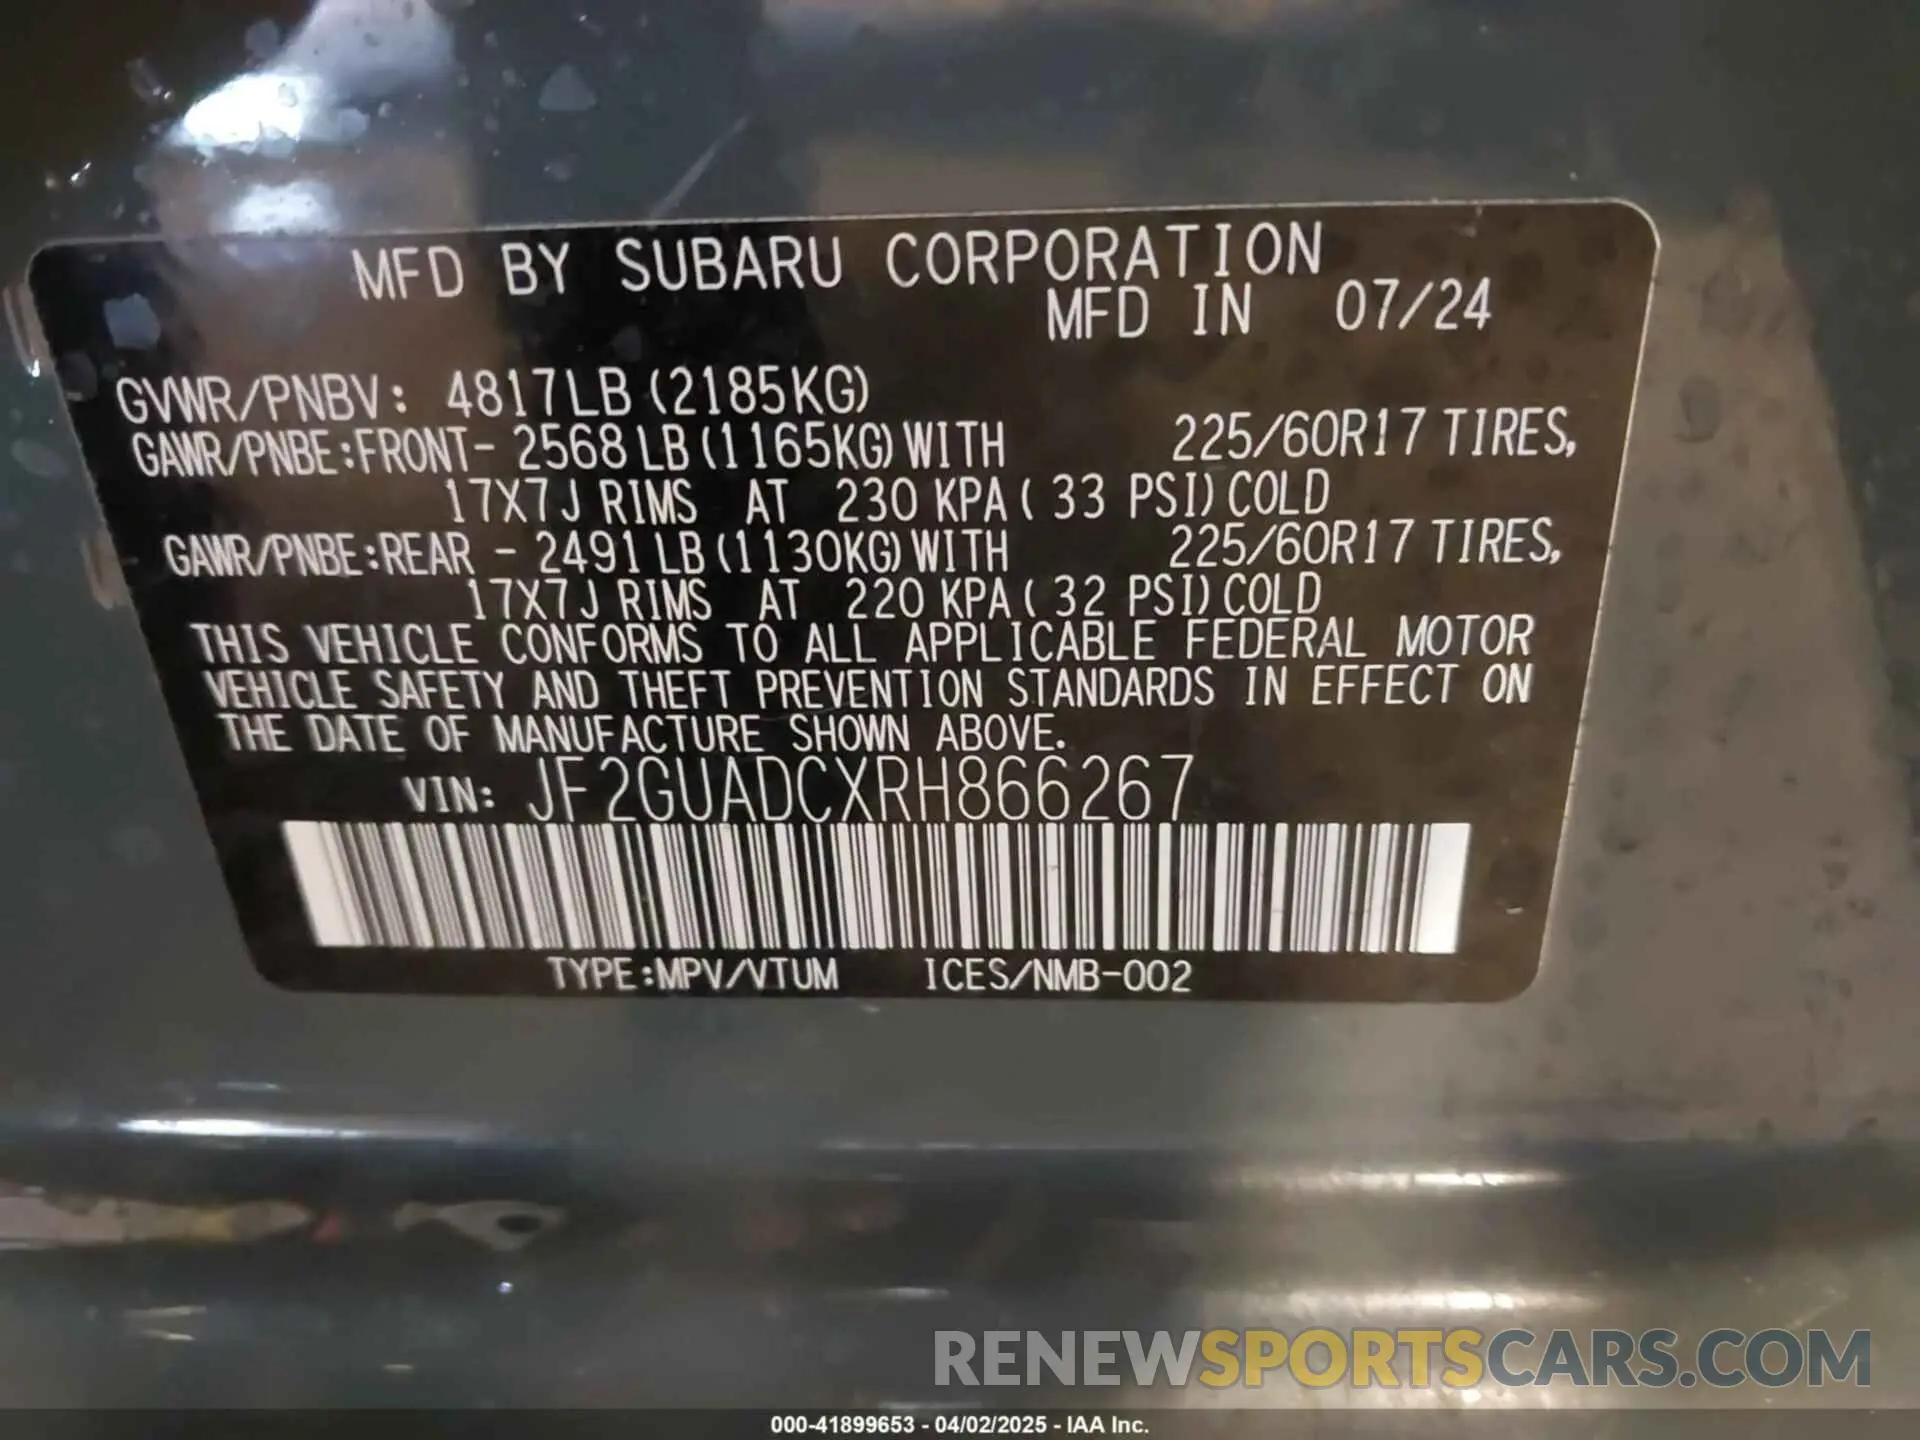 MFD BY SUBARU CORPORATION
MFD IN 07/24
GVWR/PNBV: 4817LB (2185KG)
GAWR/PNBE:FRONT- 2568 LB (1165KG) WITH 225/60R17 TIRES,
17X7J RIMS AT 230 KPA ( 33 PSI) COLD
GAWR/PNBE:REAR - 2491 LB (1130KG) WITH 225/60R17 TIRES,
17X7J RIMS AT 220 KPA ( 32 PSI) COLD
THIS VEHICLE CONFORMS TO ALL APPLICABLE FEDERAL MOTOR
VEHICLE SAFETY AND THEFT PREVENTION STANDARDS IN EFFECT ON
THE DATE OF MANUFACTURE SHOWN ABOVE.
VIN: JF2GUADCXRH866267
TYPE:MPV/VTUM ICES/NMB-002
RENEWSPORTSCARS.COM
000-41899653 - 04/02/2025 - IAA Inc.